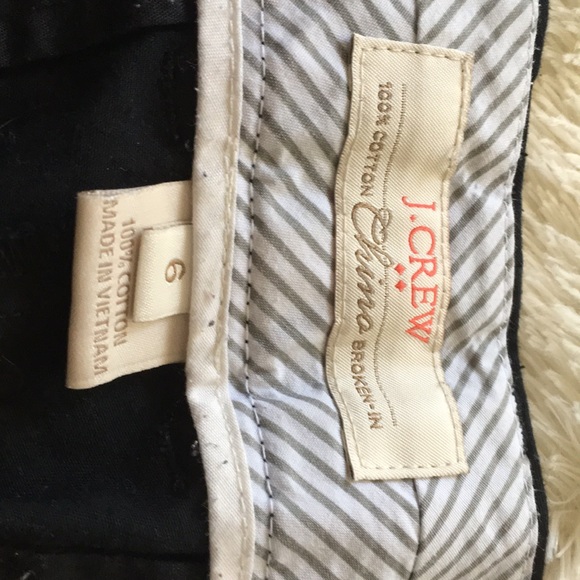 J.CREW
100% COTTON Chino BROKEN-IN
6
100% COTTON
MADE IN VIETNAM